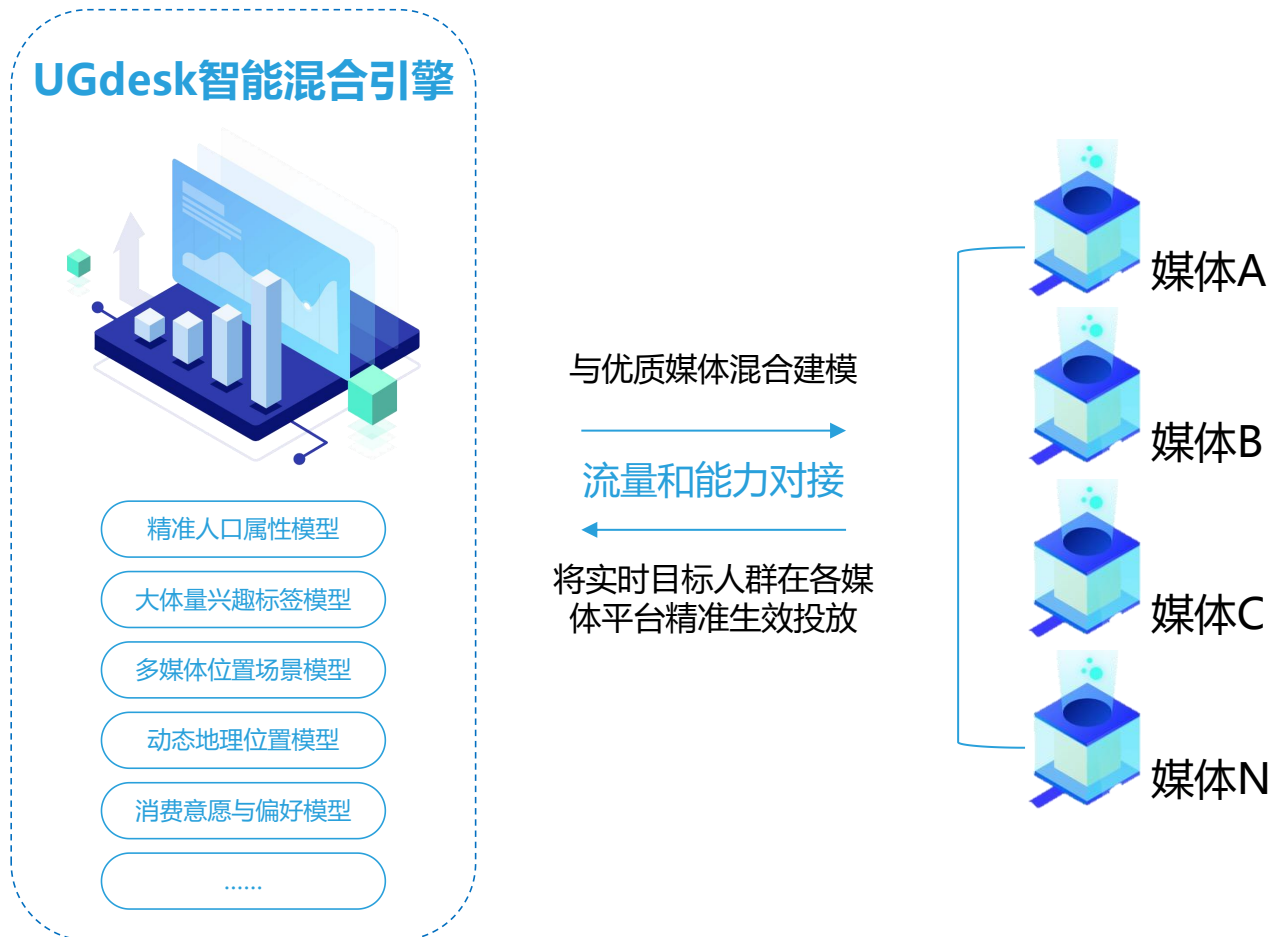 UGdesk智能混合引擎
精准人口属性模型
大体量兴趣标签模型
多媒体位置场景模型
动态地理位置模型
消费意愿与偏好模型
......
与优质媒体混合建模
流量和能力对接
将实时目标人群在各媒
体平台精准生效投放
媒体A
媒体B
媒体C
媒体N